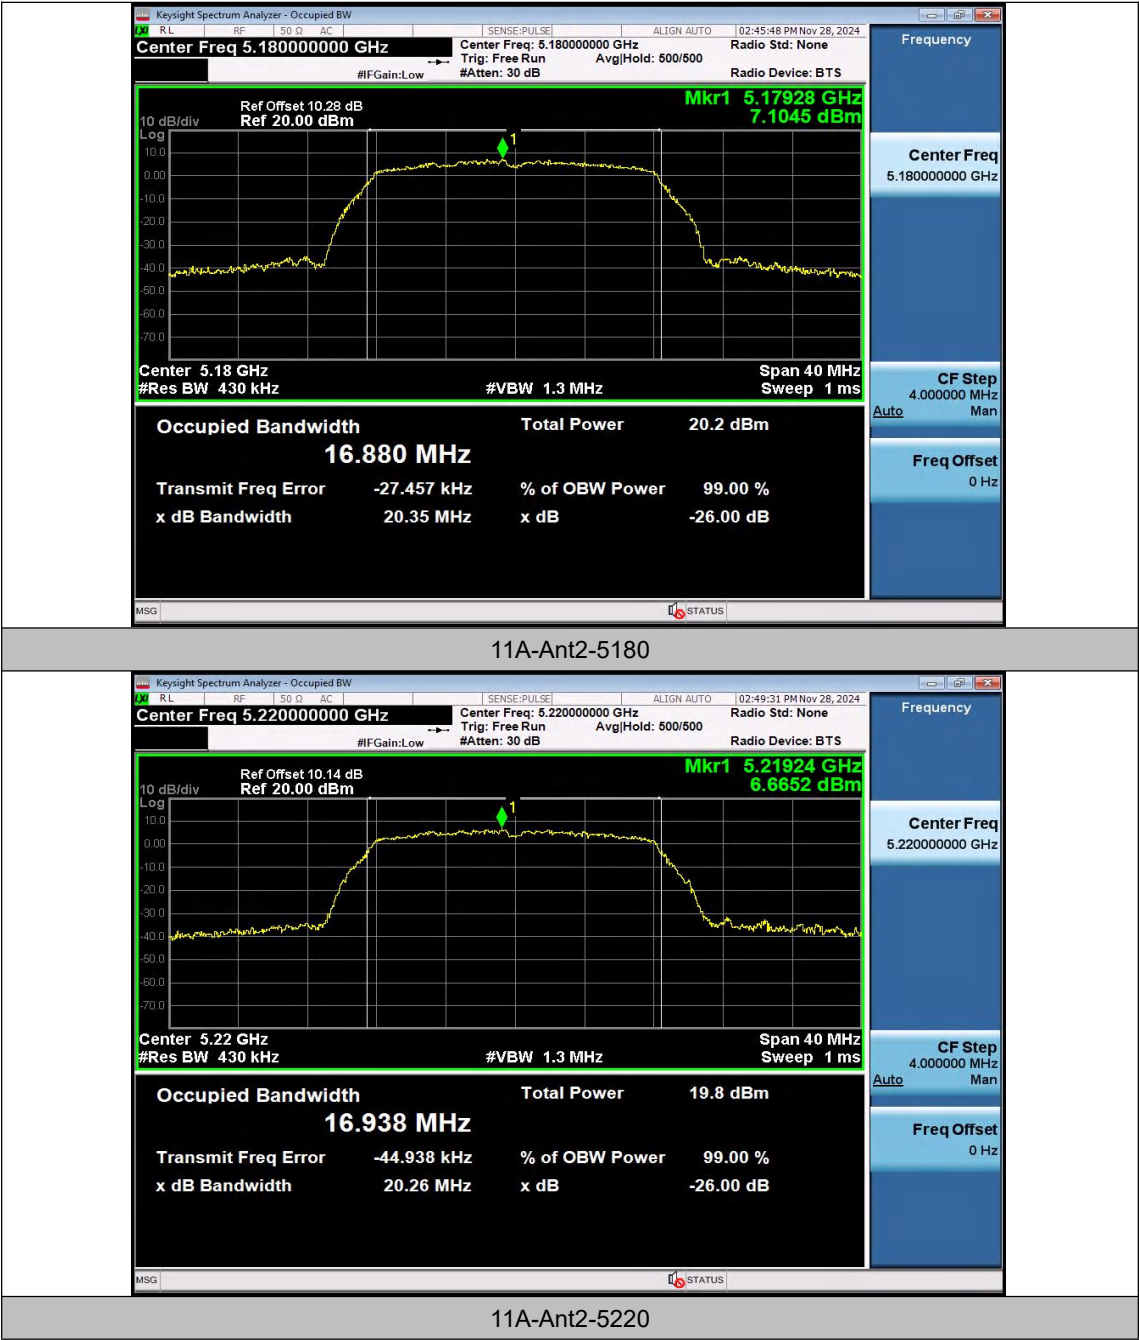 Keysight Spectrum Analyzer - Occupied BW
LXI RL RF 50 Ω AC SENSE:PULSE ALIGN AUTO 02:45:48 PM Nov 28, 2024
Center Freq 5.180000000 GHz
Center Freq: 5.180000000 GHz
Radio Std: None
Trig: Free Run Avg|Hold: 500/500
#IFGain:Low #Atten: 30 dB Radio Device: BTS
Frequency
Mkr1 5.17928 GHz
7.1045 dBm
Ref Offset 10.28 dB
10 dB/div Ref 20.00 dBm
Log
10.0
0.00
-10.0
-20.0
-30.0
-40.0
-50.0
-60.0
-70.0
1
Center 5.18 GHz Span 40 MHz
#Res BW 430 kHz #VBW 1.3 MHz Sweep 1 ms
Center Freq
5.180000000 GHz
CF Step
4.000000 MHz
Auto Man
Freq Offset
0 Hz
Occupied Bandwidth Total Power 20.2 dBm
16.880 MHz
Transmit Freq Error -27.457 kHz % of OBW Power 99.00 %
x dB Bandwidth 20.35 MHz x dB -26.00 dB
MSG STATUS
11A-Ant2-5180
Keysight Spectrum Analyzer - Occupied BW
LXI RL RF 50 Ω AC SENSE:PULSE ALIGN AUTO 02:49:31 PM Nov 28, 2024
Center Freq 5.220000000 GHz
Center Freq: 5.220000000 GHz
Radio Std: None
Trig: Free Run Avg|Hold: 500/500
#IFGain:Low #Atten: 30 dB Radio Device: BTS
Frequency
Mkr1 5.21924 GHz
6.6652 dBm
Ref Offset 10.14 dB
10 dB/div Ref 20.00 dBm
Log
10.0
0.00
-10.0
-20.0
-30.0
-40.0
-50.0
-60.0
-70.0
1
Center 5.22 GHz Span 40 MHz
#Res BW 430 kHz #VBW 1.3 MHz Sweep 1 ms
Center Freq
5.220000000 GHz
CF Step
4.000000 MHz
Auto Man
Freq Offset
0 Hz
Occupied Bandwidth Total Power 19.8 dBm
16.938 MHz
Transmit Freq Error -44.938 kHz % of OBW Power 99.00 %
x dB Bandwidth 20.26 MHz x dB -26.00 dB
MSG STATUS
11A-Ant2-5220